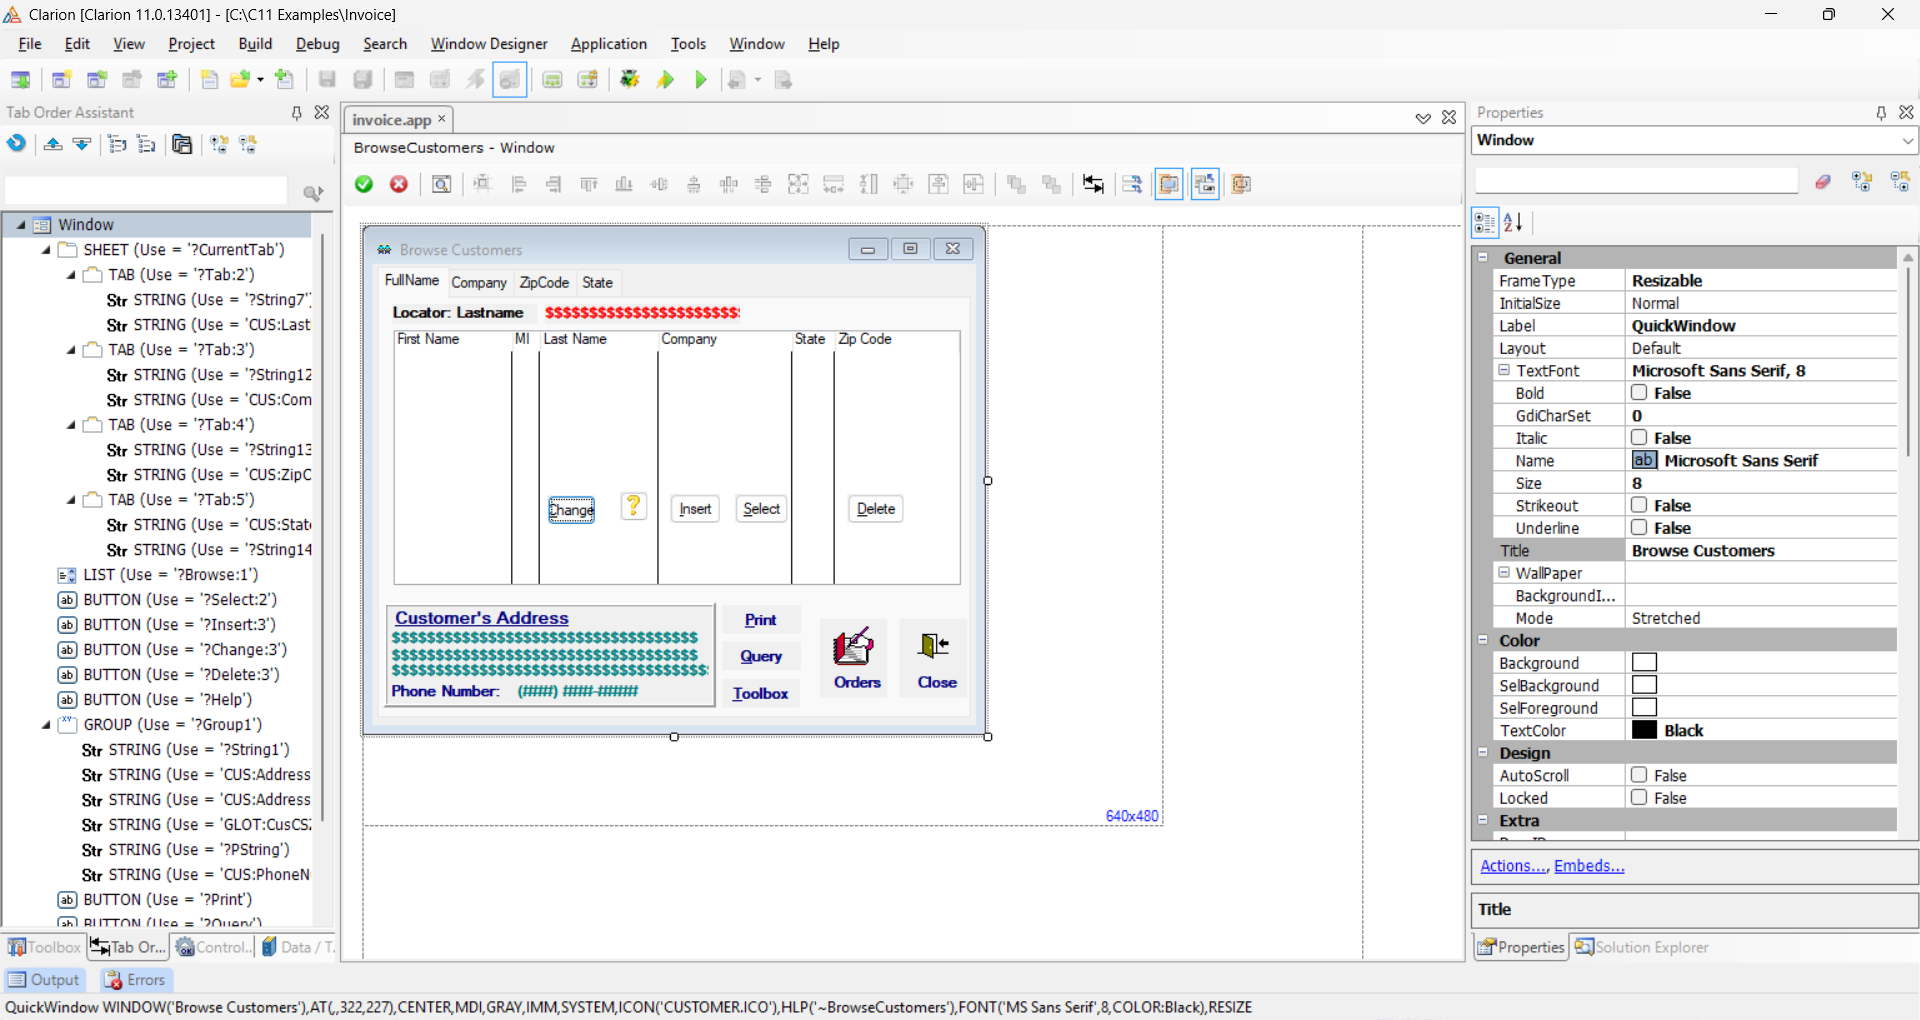 Clarion [Clarion 11.0.13401] - [C:\C11 Examples\Invoice]
File Edit View Project Build Debug Search Window Designer Application Tools Window Help
Tab Order Assistant
Window
SHEET (Use = '?CurrentTab')
TAB (Use = '?Tab:2')
Str STRING (Use = '?String7'
Str STRING (Use = 'CUS:Last
TAB (Use = '?Tab:3')
Str STRING (Use = '?String12
Str STRING (Use = 'CUS:Com
TAB (Use = '?Tab:4')
Str STRING (Use = '?String13
Str STRING (Use = 'CUS:ZipC
TAB (Use = '?Tab:5')
Str STRING (Use = 'CUS:State
Str STRING (Use = '?String14
LIST (Use = '?Browse:1')
ab BUTTON (Use = '?Select:2')
ab BUTTON (Use = '?Insert:3')
ab BUTTON (Use = '?Change:3')
ab BUTTON (Use = '?Delete:3')
ab BUTTON (Use = '?Help')
GROUP (Use = '?Group1')
Str STRING (Use = '?String1')
Str STRING (Use = 'CUS:Address
Str STRING (Use = 'CUS:Address
Str STRING (Use = 'GLOT:CusCS
Str STRING (Use = '?PString')
Str STRING (Use = 'CUS:PhoneN
ab BUTTON (Use = '?Print')
ab BUTTON (Use = '?Query')
Toolbox Tab Or... Control... Data / T.
Output Errors
invoice.app
BrowseCustomers - Window
Browse Customers
FullName Company ZipCode State
Locator: Lastname $$$$$$$$$$$$$$$$$$$$$$
First Name MI Last Name Company State Zip Code
Change ? Insert Select Delete
Customer's Address
$$$$$$$$$$$$$$$$$$$$$$$$$$$$$$$$$$$
$$$$$$$$$$$$$$$$$$$$$$$$$$$$$$$$$$$
$$$$$$$$$$$$$$$$$$$$$$$$$$$$$$$$$$$$
Phone Number: (###) ###-####
Print
Query
Toolbox
Orders
Close
640x480
Properties
Window
General
FrameType Resizable
InitialSize Normal
Label QuickWindow
Layout Default
TextFont Microsoft Sans Serif, 8
Bold False
GdiCharSet 0
Italic False
Name ab Microsoft Sans Serif
Size 8
Strikeout False
Underline False
Title Browse Customers
WallPaper
BackgroundI...
Mode Stretched
Color
Background
SelBackground
SelForeground
TextColor Black
Design
AutoScroll False
Locked False
Extra
Actions..., Embeds...
Title
Properties Solution Explorer
QuickWindow WINDOW('Browse Customers'),AT(,,322,227),CENTER,MDI,GRAY,IMM,SYSTEM,ICON('CUSTOMER.ICO'),HLP('~BrowseCustomers'),FONT('MS Sans Serif',8,COLOR:Black),RESIZE